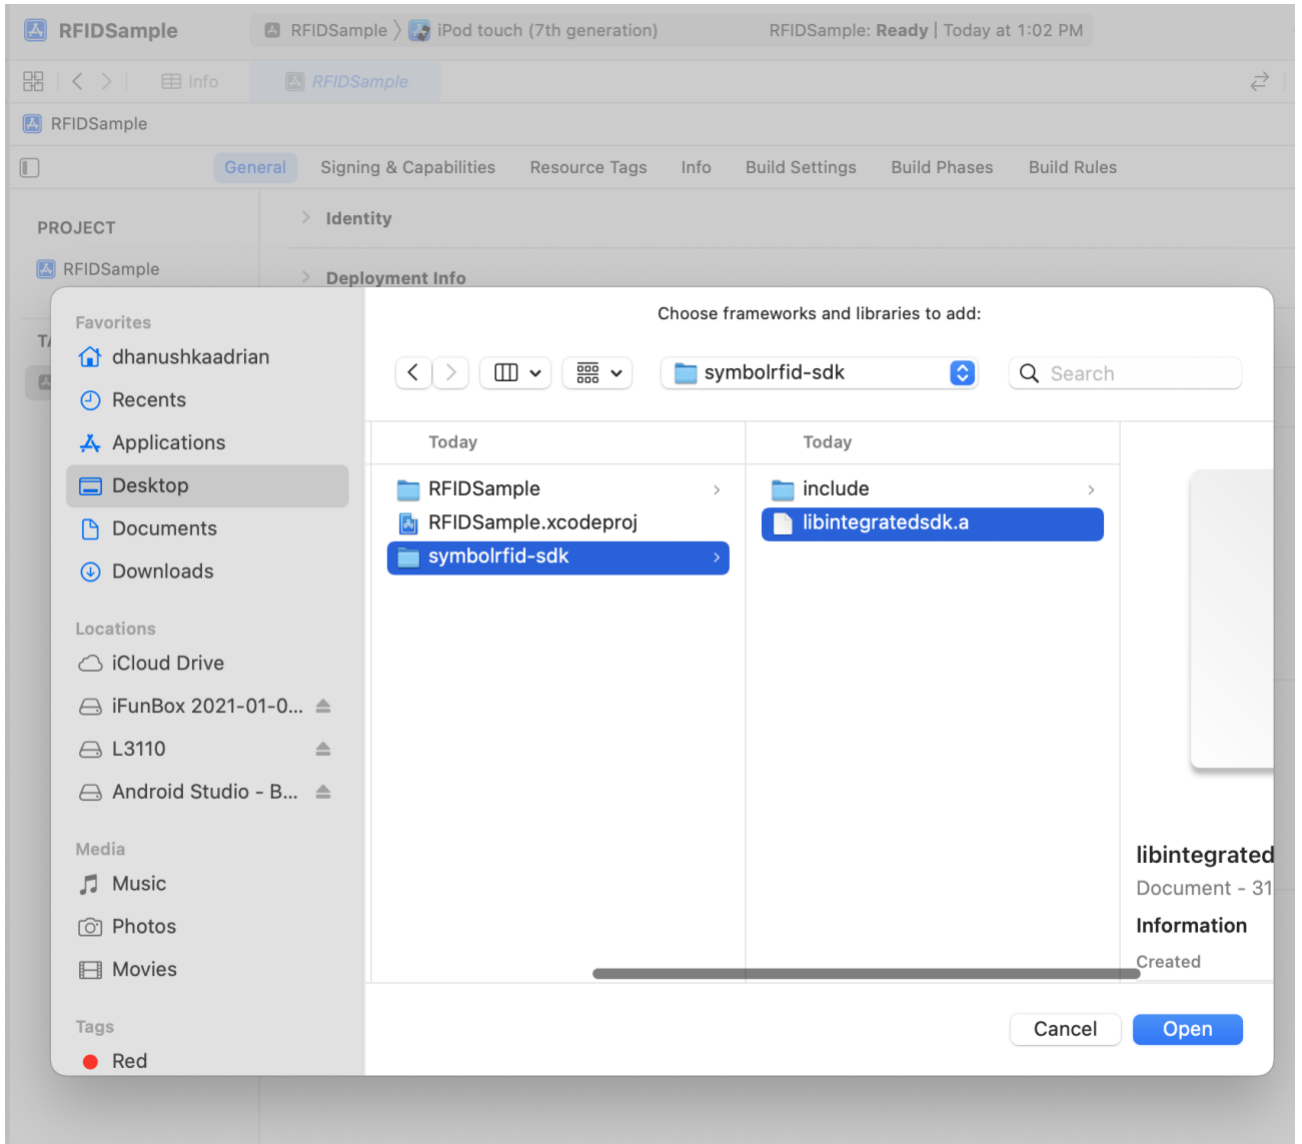 RFIDSample
RFIDSample 〉 iPod touch (7th generation)
RFIDSample: Ready | Today at 1:02 PM
Info
RFIDSample
RFIDSample
General Signing & Capabilities Resource Tags Info Build Settings Build Phases Build Rules
PROJECT
RFIDSample
Identity
Deployment Info
Favorites
dhanushkaadrian
Recents
Applications
Desktop
Documents
Downloads
Locations
iCloud Drive
iFunBox 2021-01-0...
L3110
Android Studio - B...
Media
Music
Photos
Movies
Tags
Red
Choose frameworks and libraries to add:
symbolrfid-sdk
Search
Today
RFIDSample
RFIDSample.xcodeproj
symbolrfid-sdk
Today
include
libintegratedsdk.a
libintegrated
Document - 31
Information
Created
Cancel
Open